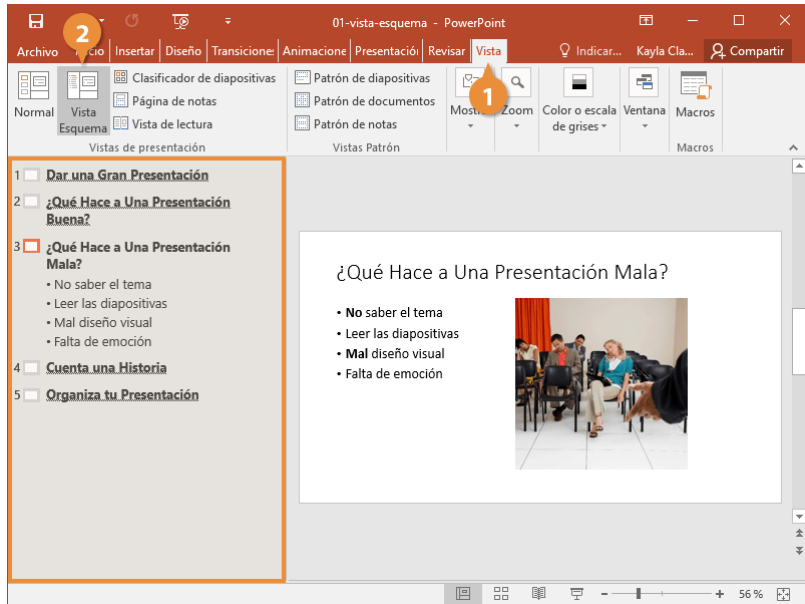 01-vista-esquema - PowerPoint
Archivo Insertar Diseño Transicione Animacione Presentació Revisar Vista Indicar... Kayla Cla... Compartir
2
1
Normal
Vista Esquema
Clasificador de diapositivas
Página de notas
Vista de lectura
Vistas de presentación
Patrón de diapositivas
Patrón de documentos
Patrón de notas
Vistas Patrón
Zoom
Color o escala
de grises
Ventana
Macros
Macros
1 Dar una Gran Presentación
2 ¿Qué Hace a Una Presentación
Buena?
3 ¿Qué Hace a Una Presentación
Mala?
• No saber el tema
• Leer las diapositivas
• Mal diseño visual
• Falta de emoción
4 Cuenta una Historia
5 Organiza tu Presentación
¿Qué Hace a Una Presentación Mala?
• No saber el tema
• Leer las diapositivas
• Mal diseño visual
• Falta de emoción
56 %